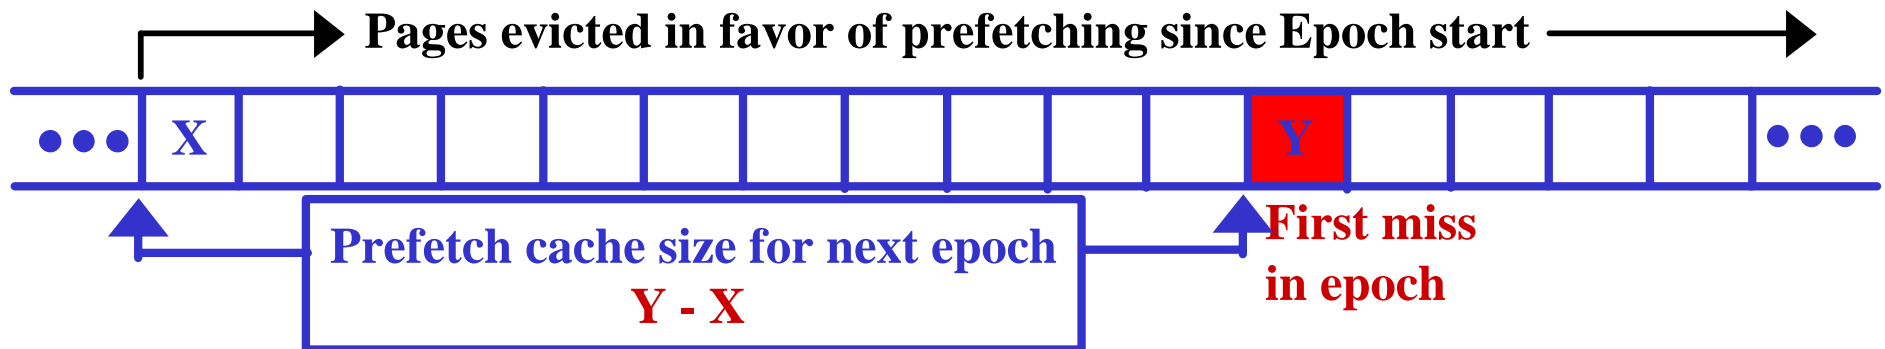 Pages evicted in favor of prefetching since Epoch start
X
Y
Prefetch cache size for next epoch
Y - X
First miss
in epoch